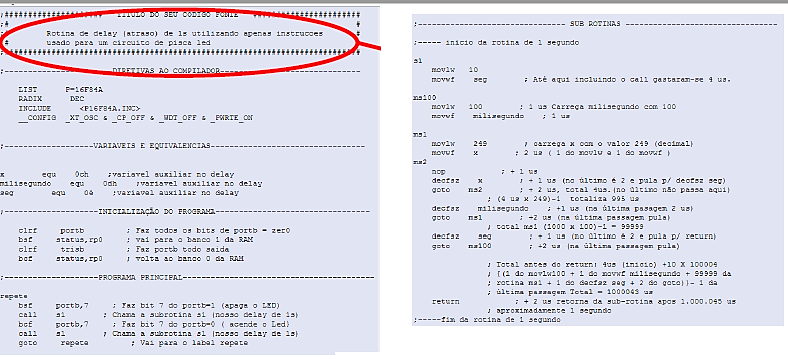 ;################ TITULO DO SEU CODIGO FONTE ################
;# #
;# Rotina de delay (atraso) de 1s utilizando apenas instrucoes #
;# usado para um circuito de pisca led #
;############################################################
;--------------------DIRETIVAS AO COMPILADOR--------------------
LIST P=16F84A
RADIX DEC
INCLUDE <P16F84A.INC>
__CONFIG _XT_OSC & _CP_OFF & _WDT_OFF & _PWRTE_ON
;--------------------VARIAVEIS E EQUIVALENCIAS--------------------
x equ 0ch ;variavel auxiliar no delay
milisegundo equ 0dh ;variavel auxiliar no delay
seg equ 0è ;variavel auxiliar no delay
;--------------------INICIALIZAÇÃO DO PROGRAMA--------------------
clrf portb ; Faz todos os bits de portb = zer0
bsf status,rp0 ; vai para o banco 1 da RAM
clrf trisb ; Faz portb todo saida
bcf status,rp0 ; volta ao banco 0 da RAM
;--------------------PROGRAMA PRINCIPAL--------------------
repete
bsf portb,7 ; Faz bit 7 do portb=1 (apaga o LED)
call s1 ; Chama a subrotina s1 (nosso delay de 1s)
bcf portb,7 ; Faz bit 7 do portb=0 ( acende o Led)
call s1 ; Chama a subrotina s1 (nosso delay de 1s)
goto repete ; Vai para o label repete
;-------------------- SUB ROTINAS --------------------
;----- inicio da rotina de 1 segundo
s1
movlw 10
movwf seg ; Até aqui incluindo o call gastaram-se 4 us.
ms100
movlw 100 ; 1 us Carrega milisegundo com 100
movwf milisegundo ; 1 us
ms1
movlw 249 ; carrega x com o valor 249 (decimal)
movwf x ; 2 us ( 1 do movlw e 1 do movwf )
ms2
nop ; + 1 us
decfsz x ; + 1 us (no último é 2 e pula p/ decfsz seg)
goto ms2 ; + 2 us, total 4us.(no último não passa aqui)
; (4 us x 249)-1 totaliza 995 us
decfsz milisegundo ; +1 us (na última pasagem 2 us)
goto ms1 ; +2us (na última passagem pula)
; total ms1 (1000 x 100)-1 = 99999
decfsz seg ; + 1 us (no último é 2 e pula p/ return)
goto ms100 ; +2 us (na última passagem pula)
; Total antes do return: 4us (inicio) +10 X 100004
; [(1 do movlw100 + 1 do movwf milisegundo + 99999 da
; rotina ms1 + 1 do decfsz seg + 2 do goto)]- 1 da
; última passagem Total = 1000043 us
return ; + 2 us retorna da sub-rotina apos 1.000.045 us
; aproximadamente 1 segundo
;-----fim da rotina de 1 segundo